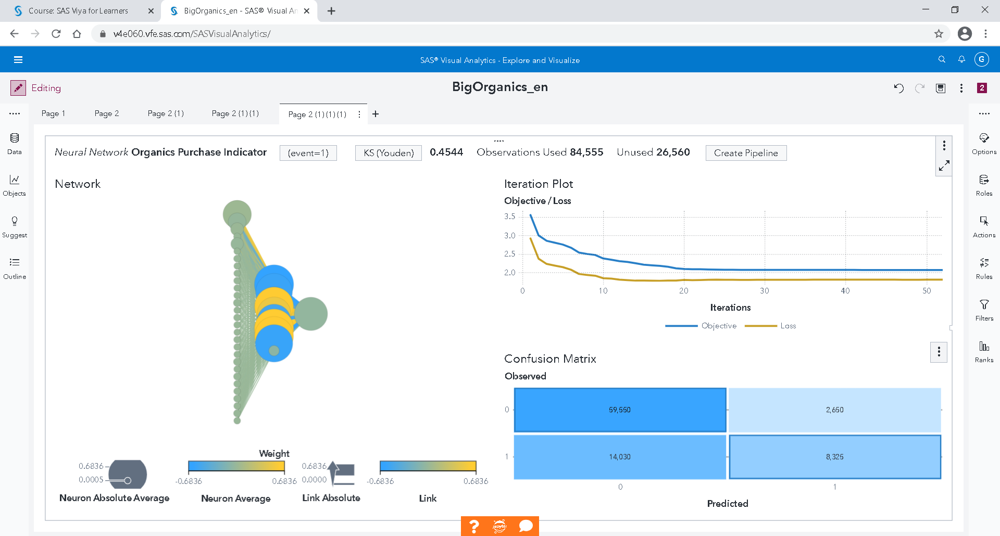 Course: SAS Viya for Learners
BigOrganics_en - SAS® Visual An
v4e060.vfe.sas.com/SASVisualAnalytics/
SAS® Visual Analytics - Explore and Visualize
G
Editing
BigOrganics_en
2
Page 1
Page 2
Page 2 (1)
Page 2 (1) (1)
Page 2 (1) (1) (1)
Data
Objects
Suggest
Outline
Options
Roles
Actions
Rules
Filters
Ranks
Neural Network Organics Purchase Indicator
(event=1)
KS (Youden)
0.4544
Observations Used 84,555
Unused 26,560
Create Pipeline
Network
Weight
0.6836
0.0005
Neuron Absolute Average
-0.6836
0.6836
Neuron Average
0.6836
0.0000
Link Absolute
-0.6836
0.6836
Link
Iteration Plot
Objective / Loss
3.5
3.0
2.5
2.0
0
10
20
30
40
50
Iterations
Objective
Loss
Confusion Matrix
Observed
0
59,550
2,650
1
14,030
8,325
0
1
Predicted
?
jupyter